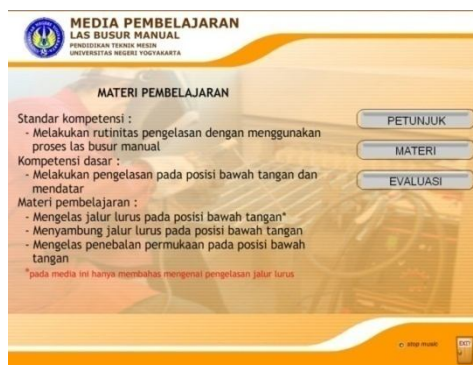 MEDIA PEMBELAJARAN
LAS BUSUR MANUAL
PENDIDIKAN TEKNIK MESIN
UNIVERSITAS NEGERI YOGYAKARTA
MATERI PEMBELAJARAN
Standar kompetensi :
- Melakukan rutinitas pengelasan dengan menggunakan
proses las busur manual
Kompetensi dasar :
- Melakukan pengelasan pada posisi bawah tangan dan
mendatar
Materi pembelajaran :
- Mengelas jalur lurus pada posisi bawah tangan*
- Menyambung jalur lurus pada posisi bawah tangan
- Mengelas penebalan permukaan pada posisi bawah
tangan
*pada media ini hanya membahas mengenai pengelasan jalur lurus
PETUNJUK
MATERI
EVALUASI
stop musik
EXIT